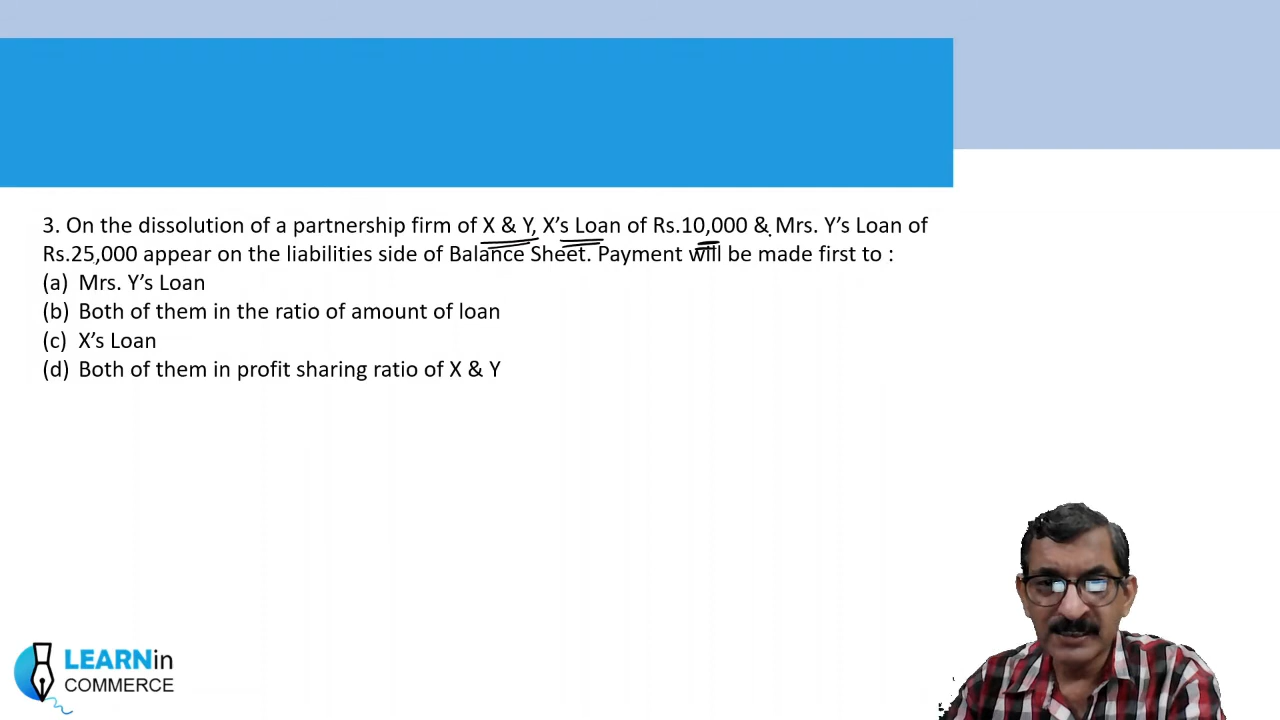 3. On the dissolution of a partnership firm of X & Y, X’s Loan of Rs.10,000 & Mrs. Y’s Loan of
Rs.25,000 appear on the liabilities side of Balance Sheet. Payment will be made first to :
(a) Mrs. Y’s Loan
(b) Both of them in the ratio of amount of loan
(c) X’s Loan
(d) Both of them in profit sharing ratio of X & Y
LEARNin
COMMERCE